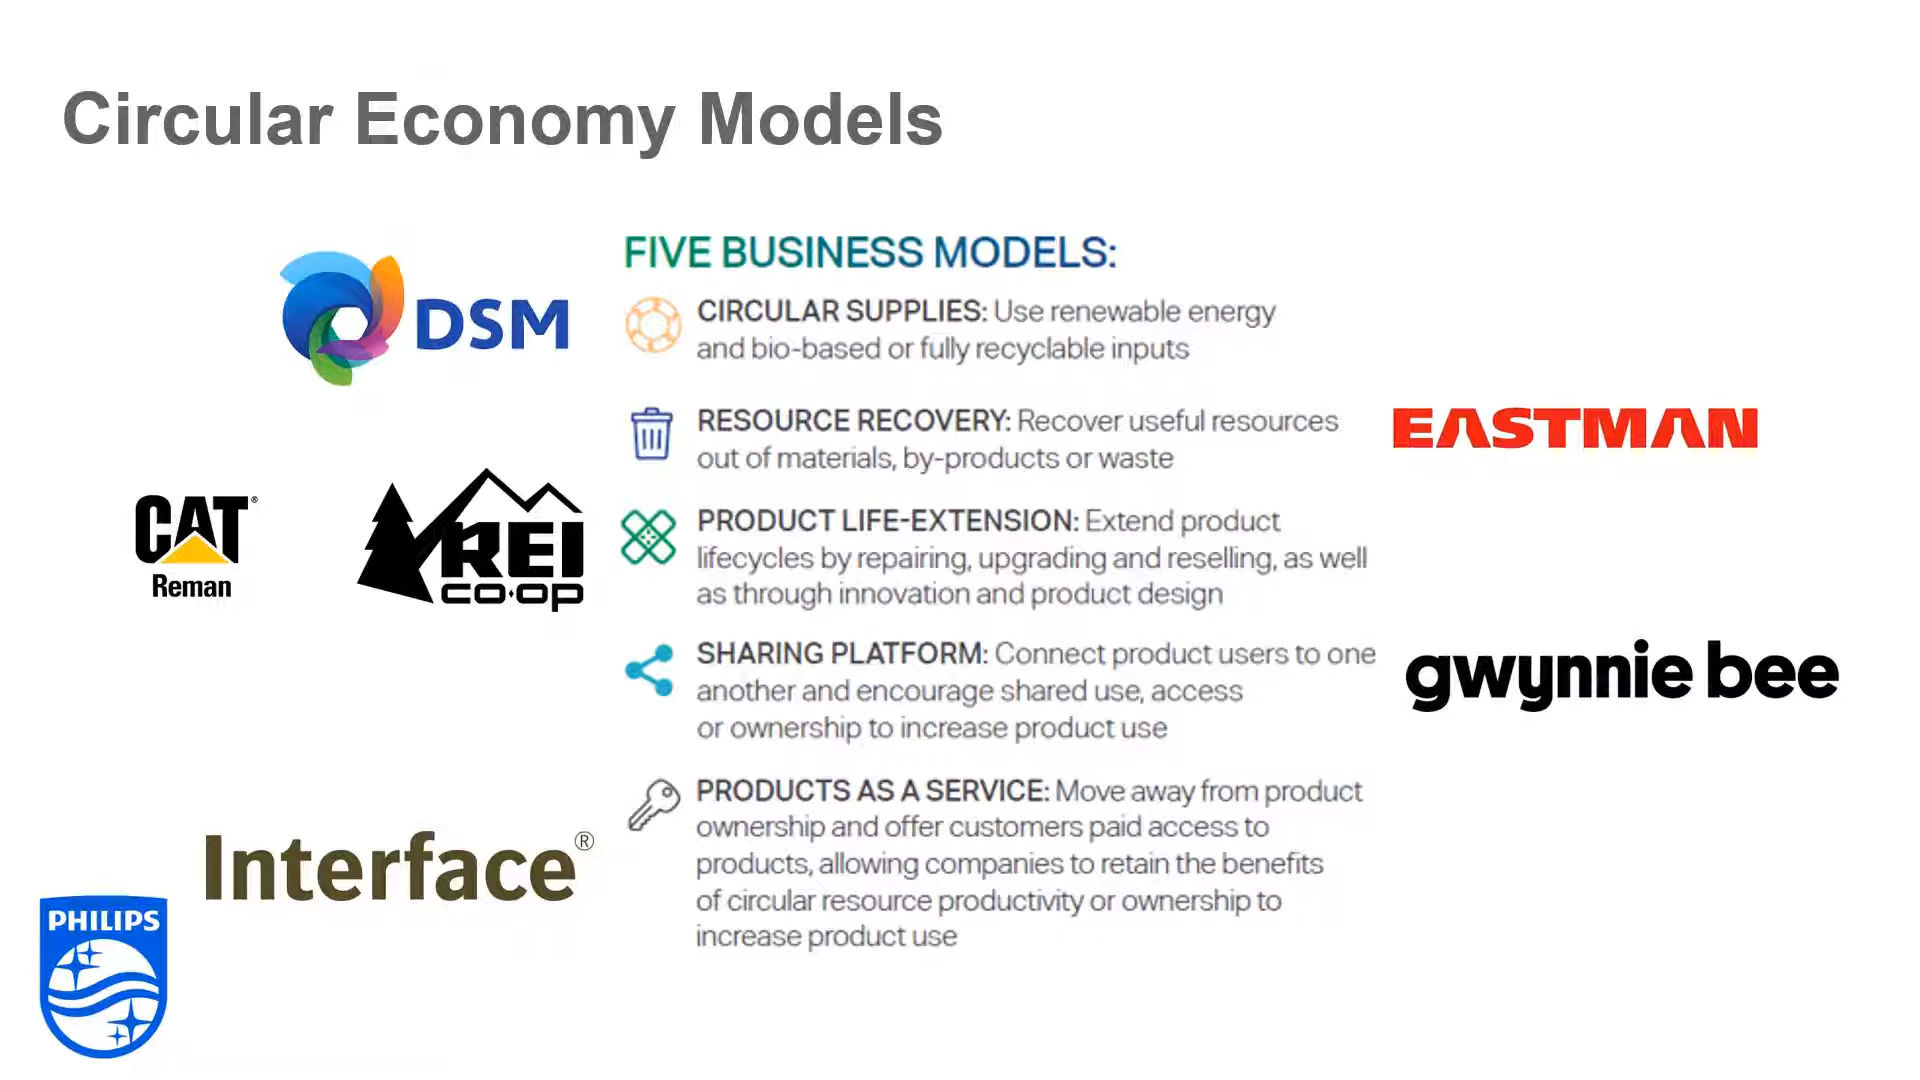 Circular Economy Models
DSM
FIVE BUSINESS MODELS:
CIRCULAR SUPPLIES: Use renewable energy
and bio-based or fully recyclable inputs
RESOURCE RECOVERY: Recover useful resources
out of materials, by-products or waste
EASTMAN
CAT®
Reman
REI
co·op
PRODUCT LIFE-EXTENSION: Extend product
lifecycles by repairing, upgrading and reselling, as well
as through innovation and product design
SHARING PLATFORM: Connect product users to one
another and encourage shared use, access
or ownership to increase product use
gwynnie bee
PRODUCTS AS A SERVICE: Move away from product
ownership and offer customers paid access to
products, allowing companies to retain the benefits
of circular resource productivity or ownership to
increase product use
Interface®
PHILIPS